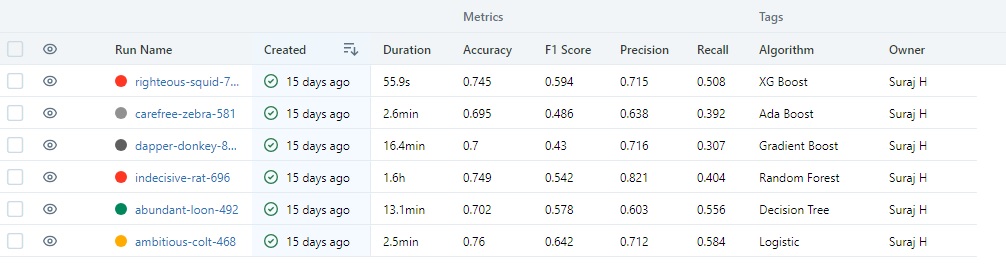 Metrics Tags
Run Name Created Duration Accuracy F1 Score Precision Recall Algorithm Owner
righteous-squid-7... 15 days ago 55.9s 0.745 0.594 0.715 0.508 XG Boost Suraj H
carefree-zebra-581 15 days ago 2.6min 0.695 0.486 0.638 0.392 Ada Boost Suraj H
dapper-donkey-8... 15 days ago 16.4min 0.7 0.43 0.716 0.307 Gradient Boost Suraj H
indecisive-rat-696 15 days ago 1.6h 0.749 0.542 0.821 0.404 Random Forest Suraj H
abundant-loon-492 15 days ago 13.1min 0.702 0.578 0.603 0.556 Decision Tree Suraj H
ambitious-colt-468 15 days ago 2.5min 0.76 0.642 0.712 0.584 Logistic Suraj H